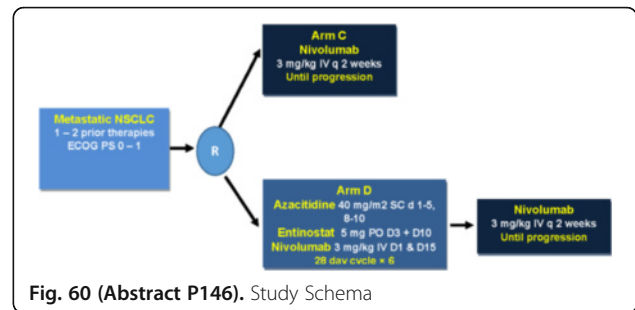 Arm C
Nivolumab
3 mg/kg IV q 2 weeks
Until progression
Metastatic NSCLC
1 – 2 prior therapies
ECOG PS 0 – 1
R
Arm D
Azacitidine 40 mg/m2 SC d 1-5,
8-10
Entinostat 5 mg PO D3 + D10
Nivolumab 3 mg/kg IV D1 & D15
28 day cycle × 6
Nivolumab
3 mg/kg IV q 2 weeks
Until progression
Fig. 60 (Abstract P146). Study Schema